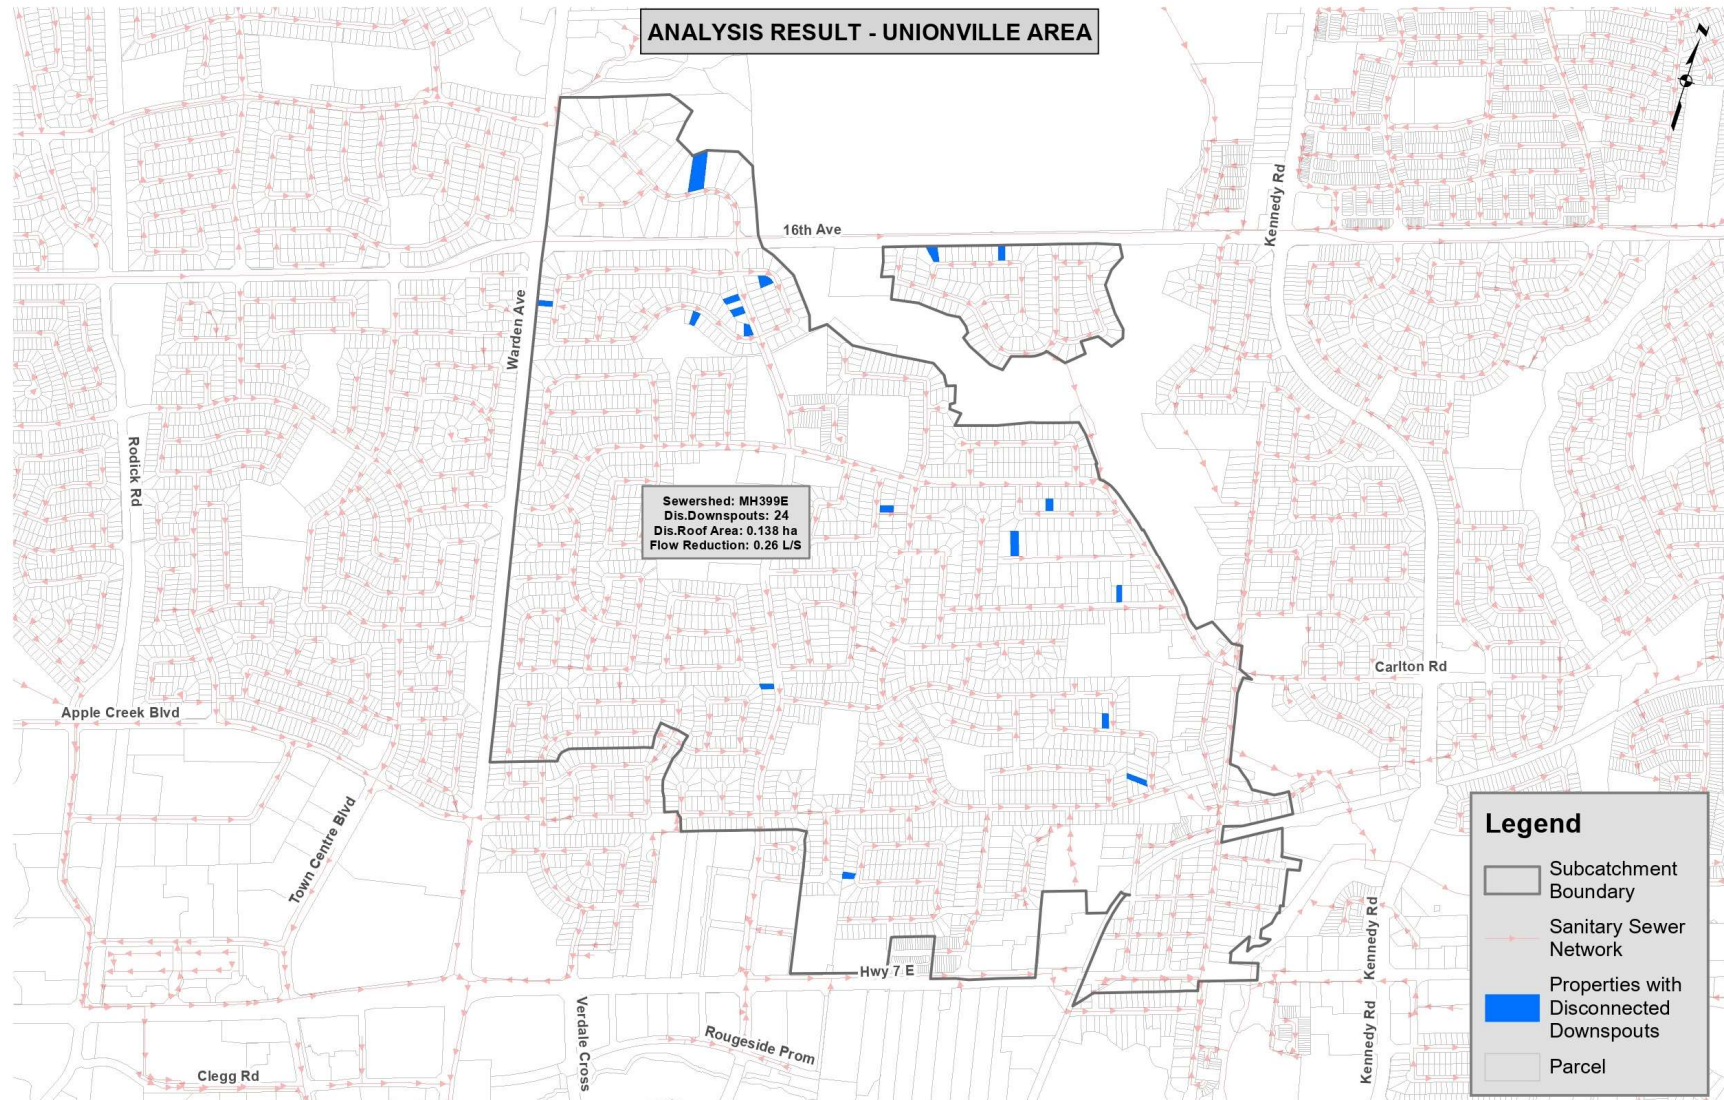 ANALYSIS RESULT - UNIONVILLE AREA
N
16th Ave
Kennedy Rd
Warden Ave
Rodick Rd
Sewershed: MH399E
Dis.Downspouts: 24
Dis.Roof Area: 0.138 ha
Flow Reduction: 0.26 L/S
Carlton Rd
Apple Creek Blvd
Town Centre Blvd
Hwy 7 E
Kennedy Rd
Kennedy Rd
Verdale Cross
Rougeside Prom
Clegg Rd
Legend
Subcatchment
Boundary
Sanitary Sewer
Network
Properties with
Disconnected
Downspouts
Parcel